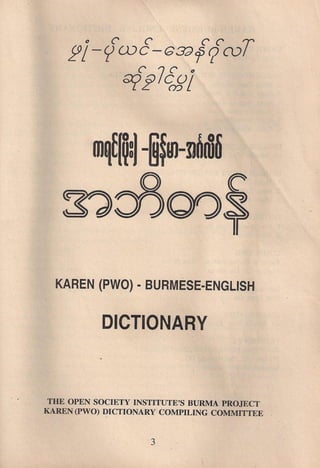 ကရင်(ပိုး)-မြန်မာ-အင်္ဂလိပ်
အဘိဓာန်
KAREN (PWO) - BURMESE-ENGLISH
DICTIONARY
THE OPEN SOCIETY INSTITUTE'S BURMA PROJECT
KAREN (PWO) DICTIONARY COMPILING COMMITTEE
3